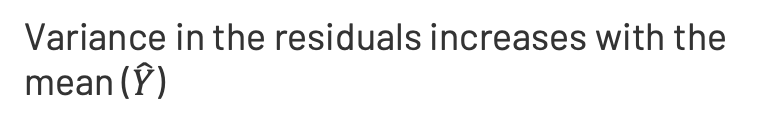 Variance in the residuals increases with the
mean (Ŷ)